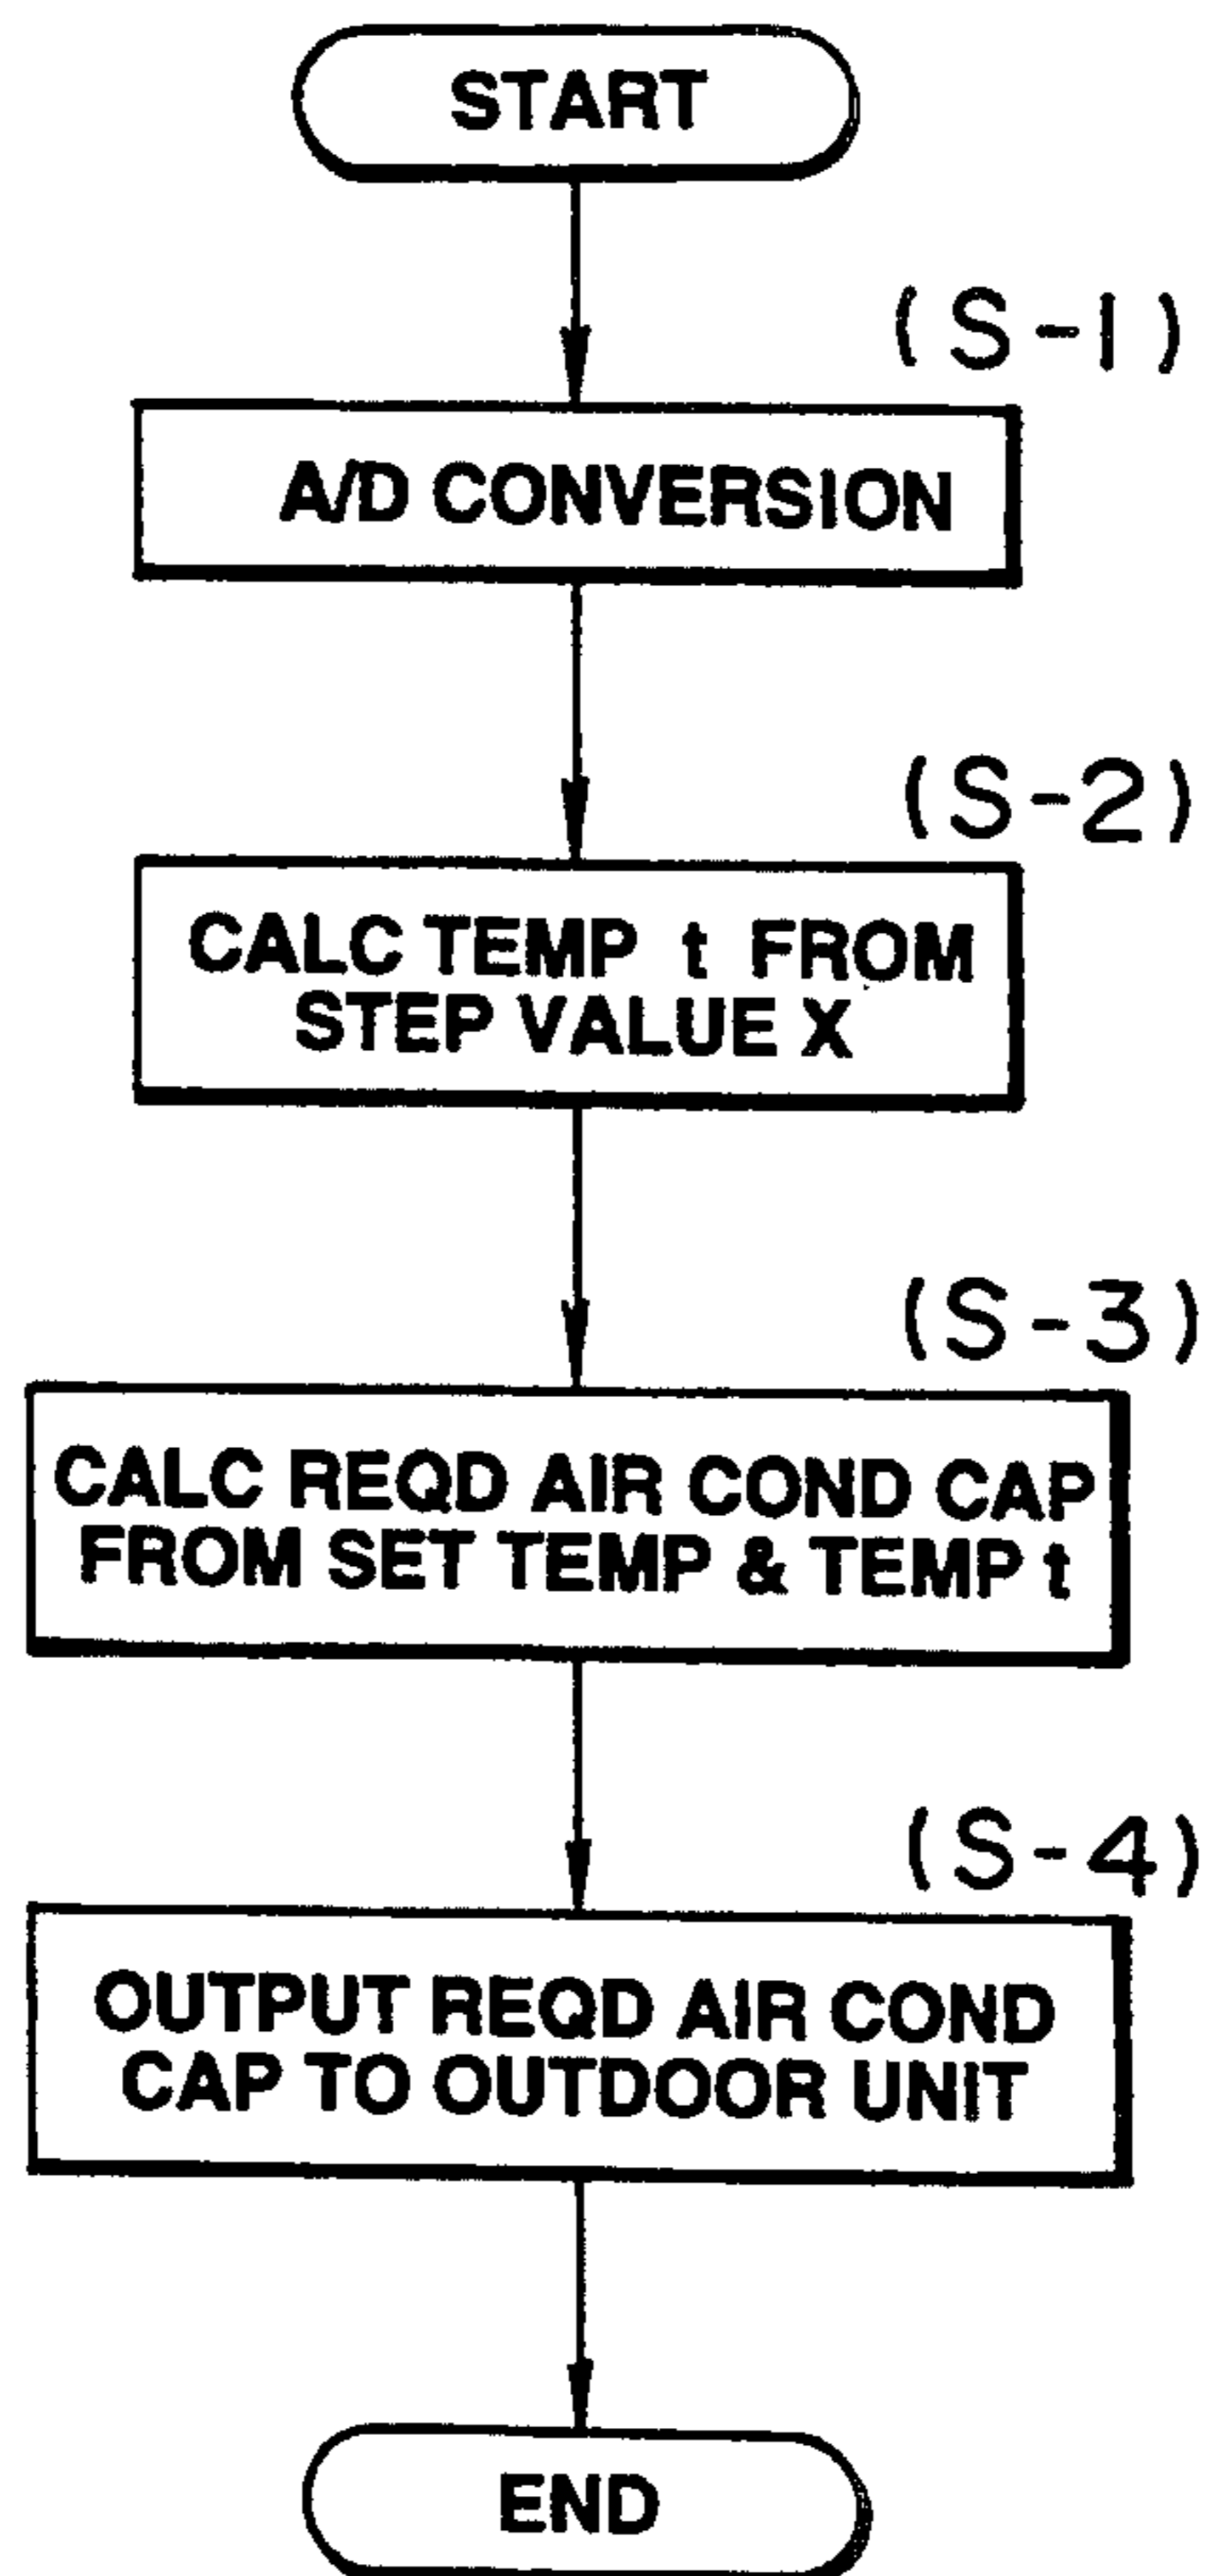 START
(S-1)
A/D CONVERSION
(S-2)
CALC TEMP t FROM
STEP VALUE X
(S-3)
CALC REQD AIR COND CAP
FROM SET TEMP & TEMP t
(S-4)
OUTPUT REQD AIR COND
CAP TO OUTDOOR UNIT
END